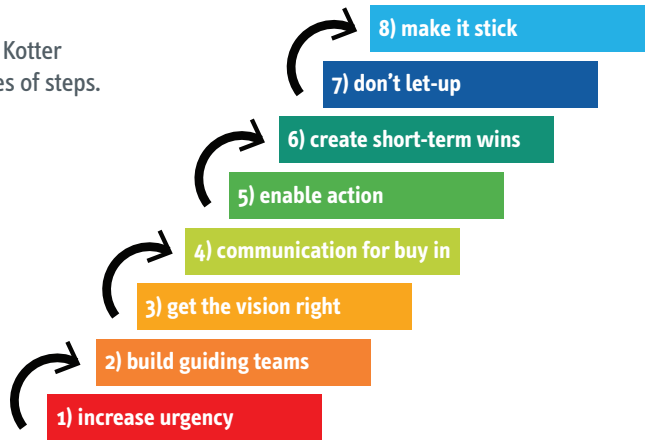 Kotter
es of steps.
8) make it stick
7) don't let-up
6) create short-term wins
5) enable action
4) communication for buy in
3) get the vision right
2) build guiding teams
1) increase urgency